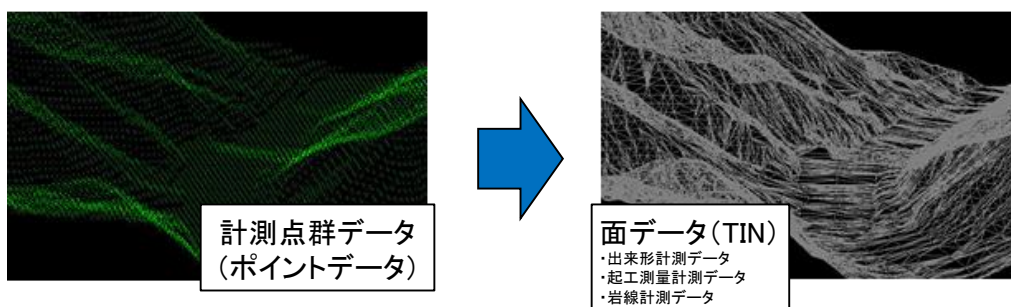 計測点群データ
（ポイントデータ）
面データ（TIN）
・出来形計測データ
・起工測量計測データ
・岩線計測データ